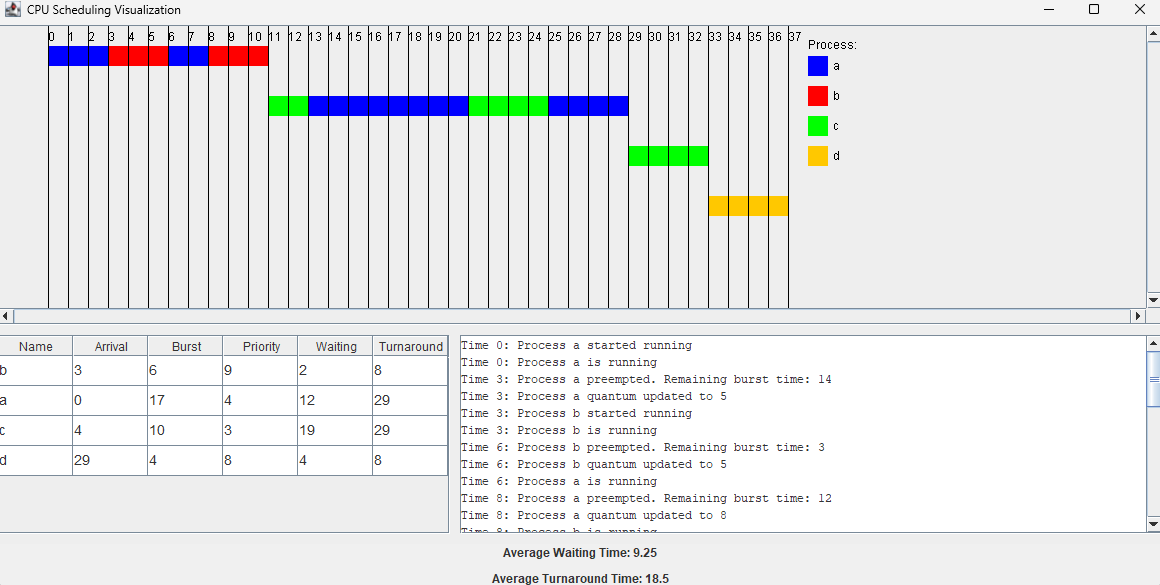 CPU Scheduling Visualization
0 1 2 3 4 5 6 7 8 9 10 11 12 13 14 15 16 17 18 19 20 21 22 23 24 25 26 27 28 29 30 31 32 33 34 35 36 37
Process:
a
b
c
d
Name Arrival Burst Priority Waiting Turnaround
b 3 6 9 2 8
a 0 17 4 12 29
c 4 10 3 19 29
d 29 4 8 4 8
Time 0: Process a started running
Time 0: Process a is running
Time 3: Process a preempted. Remaining burst time: 14
Time 3: Process a quantum updated to 5
Time 3: Process b started running
Time 3: Process b is running
Time 6: Process b preempted. Remaining burst time: 3
Time 6: Process b quantum updated to 5
Time 6: Process a is running
Time 8: Process a preempted. Remaining burst time: 12
Time 8: Process a quantum updated to 8
Time 8: Process b is running
Average Waiting Time: 9.25
Average Turnaround Time: 18.5